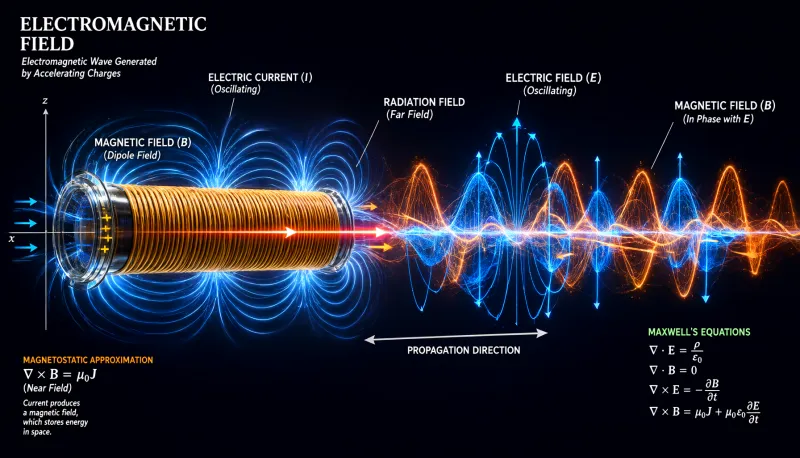 ELECTROMAGNETIC
FIELD
Electromagnetic Wave Generated
by Accelerating Charges
ELECTRIC CURRENT (I)
(Oscillating)
ELECTRIC FIELD (E)
(Oscillating)
RADIATION FIELD
(Far Field)
MAGNETIC FIELD (B)
(In Phase with E)
z
MAGNETIC FIELD (B)
(Dipole Field)
x
PROPAGATION DIRECTION
MAGNETOSTATIC APPROXIMATION
∇ × B = μ₀J
(Near Field)
Current produces
a magnetic field,
which stores energy
in space.
MAXWELL'S EQUATIONS
∇ · E = ρ/ε₀
∇ · B = 0
∇ × E = −∂B/∂t
∇ × B = μ₀J + μ₀ε₀ ∂E/∂t